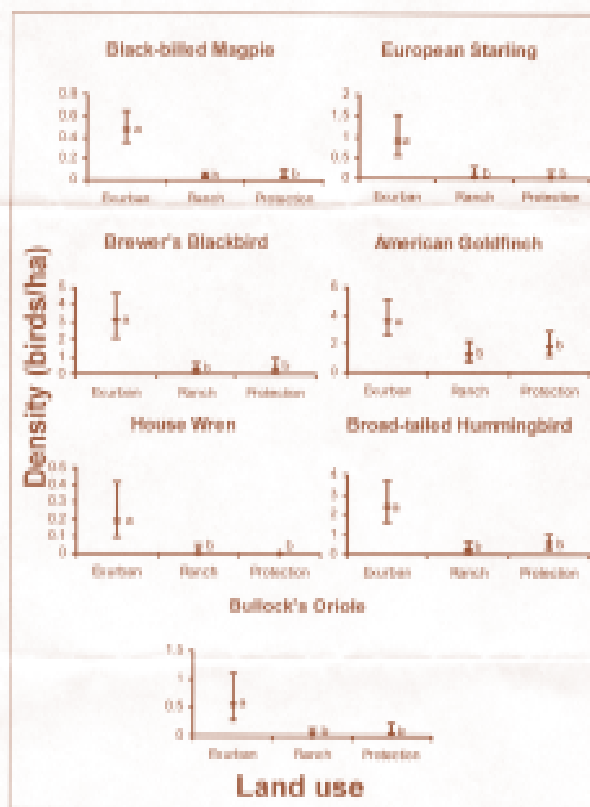 Black-billed Magpie
0.8
0.6
0.4
0.2
0
a
b
b
Exurban Ranch Protection
European Starling
2
1.5
1
0.5
0
a
b
b
Exurban Ranch Protection
Density (birds/ha)
Brewer's Blackbird
5
4
3
2
1
0
a
b
b
Exurban Ranch Protection
American Goldfinch
6
4
2
0
a
b
b
Exurban Ranch Protection
House Wren
0.5
0.4
0.3
0.2
0.1
0
a
b
b
Exurban Ranch Protection
Broad-tailed Hummingbird
4
3
2
1
0
a
b
b
Exurban Ranch Protection
Bullock's Oriole
1.5
1
0.5
0
a
b
b
Exurban Ranch Protection
Land use